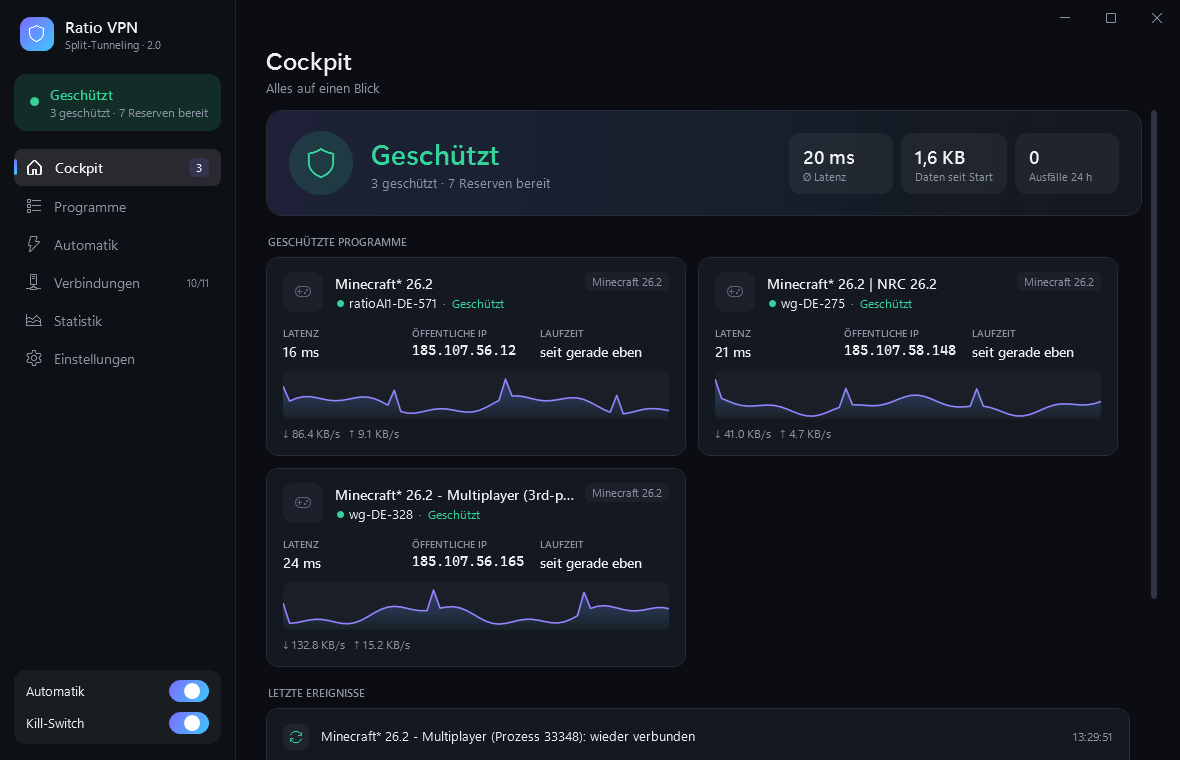 Ratio VPN
Split-Tunneling · 2.0
Geschützt
3 geschützt · 7 Reserven bereit
Cockpit 3
Programme
Automatik
Verbindungen 10/11
Statistik
Einstellungen
Automatik
Kill-Switch
Cockpit
Alles auf einen Blick
Geschützt
3 geschützt · 7 Reserven bereit
20 ms
Ø Latenz
1,6 KB
Daten seit Start
0
Ausfälle 24 h
GESCHÜTZTE PROGRAMME
Minecraft* 26.2 Minecraft 26.2
ratioAI1-DE-571 · Geschützt
LATENZ ÖFFENTLICHE IP LAUFZEIT
16 ms 185.107.56.12 seit gerade eben
↓ 86.4 KB/s ↑ 9.1 KB/s
Minecraft* 26.2 | NRC 26.2 Minecraft 26.2
wg-DE-275 · Geschützt
LATENZ ÖFFENTLICHE IP LAUFZEIT
21 ms 185.107.58.148 seit gerade eben
↓ 41.0 KB/s ↑ 4.7 KB/s
Minecraft* 26.2 - Multiplayer (3rd-p... Minecraft 26.2
wg-DE-328 · Geschützt
LATENZ ÖFFENTLICHE IP LAUFZEIT
24 ms 185.107.56.165 seit gerade eben
↓ 132.8 KB/s ↑ 15.2 KB/s
LETZTE EREIGNISSE
Minecraft* 26.2 - Multiplayer (Prozess 33348): wieder verbunden 13:29:51